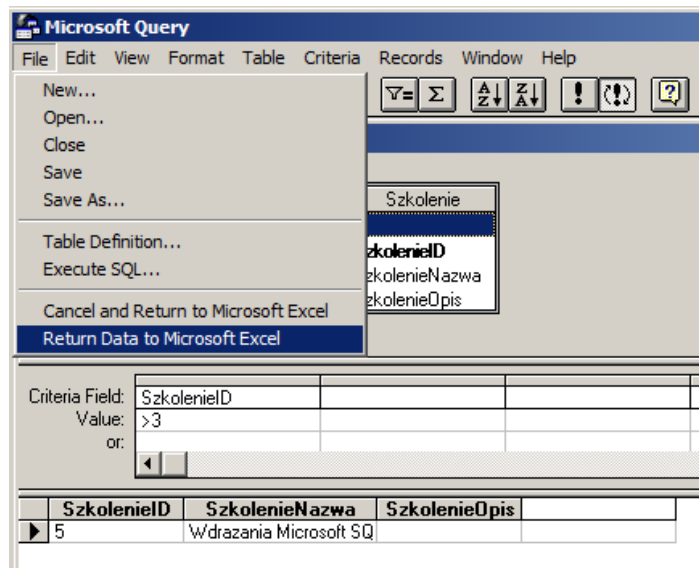 Microsoft Query
File Edit View Format Table Criteria Records Window Help
New...
Open...
Close
Save
Save As...
Table Definition...
Execute SQL...
Cancel and Return to Microsoft Excel
Return Data to Microsoft Excel
Szkolenie
zkolenieID
zkolenieNazwa
zkolenieOpis
Criteria Field: SzkolenieID
Value: >3
or:
SzkolenieID SzkolenieNazwa SzkolenieOpis
5 Wdrazania Microsoft SQ